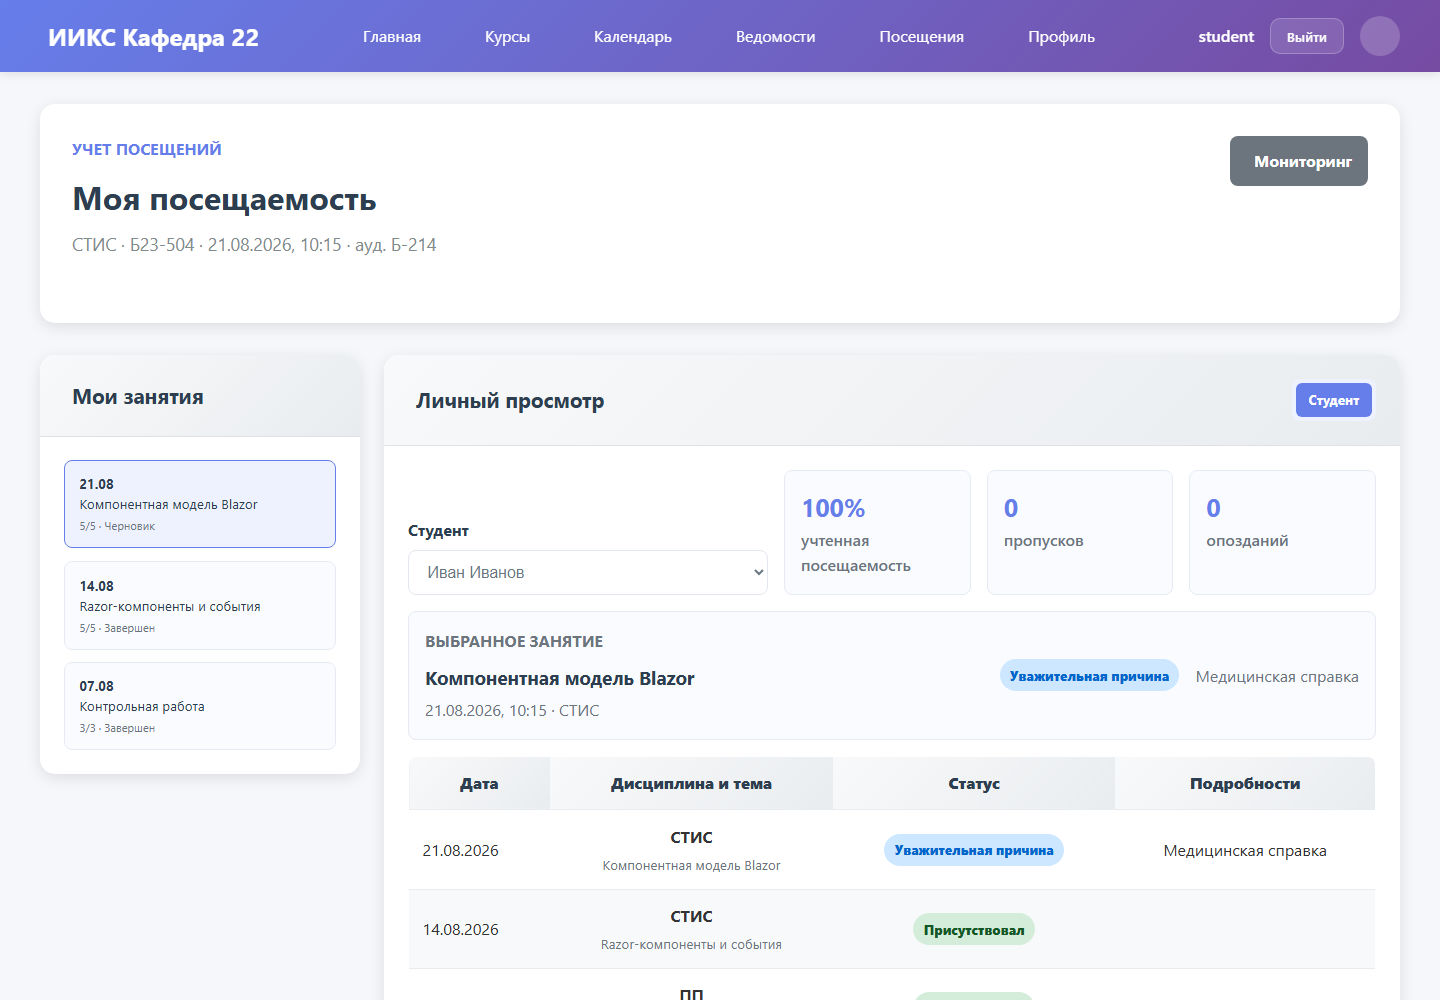 ИИКС Кафедра 22
Главная
Курсы
Календарь
Ведомости
Посещения
Профиль
student
Выйти
УЧЕТ ПОСЕЩЕНИЙ
Моя посещаемость
СТИС · Б23-504 · 21.08.2026, 10:15 · ауд. Б-214
Мониторинг
Мои занятия
21.08
Компонентная модель Blazor
5/5 · Черновик
14.08
Razor-компоненты и события
5/5 · Завершен
07.08
Контрольная работа
3/3 · Завершен
Личный просмотр
Студент
Студент
Иван Иванов
100%
учтенная
посещаемость
0
пропусков
0
опозданий
ВЫБРАННОЕ ЗАНЯТИЕ
Компонентная модель Blazor
21.08.2026, 10:15 · СТИС
Уважительная причина
Медицинская справка
Дата
Дисциплина и тема
Статус
Подробности
21.08.2026
СТИС
Компонентная модель Blazor
Уважительная причина
Медицинская справка
14.08.2026
СТИС
Razor-компоненты и события
Присутствовал
ПП